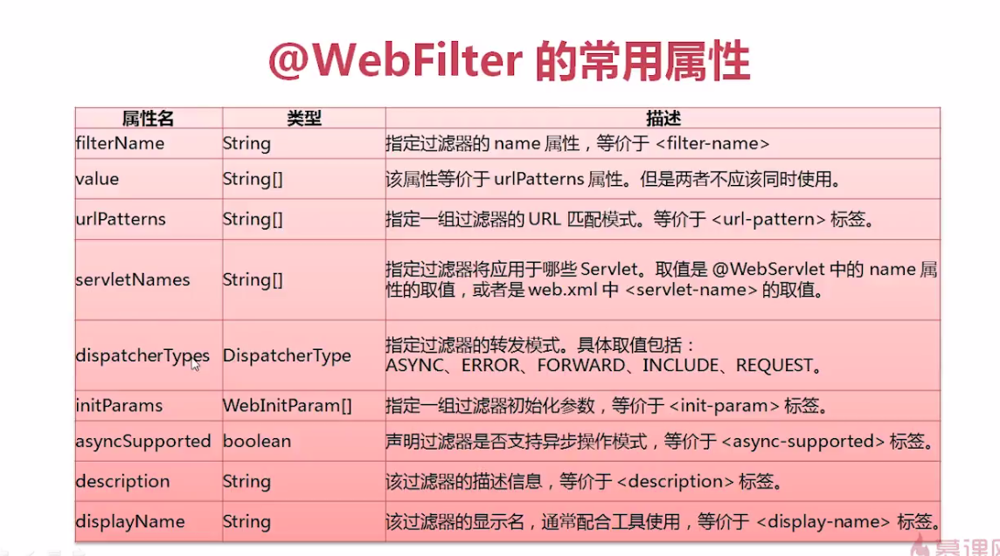 @WebFilter 的常用属性
属性名 类型 描述
filterName String 指定过滤器的 name 属性，等价于 <filter-name>
value String[] 该属性等价于 urlPatterns 属性。但是两者不应该同时使用。
urlPatterns String[] 指定一组过滤器的 URL 匹配模式。等价于 <url-pattern> 标签。
servletNames String[] 指定过滤器将应用于哪些 Servlet。取值是 @WebServlet 中的 name 属
性的取值，或者是 web.xml 中 <servlet-name> 的取值。
dispatcherTypes DispatcherType 指定过滤器的转发模式。具体取值包括：
ASYNC、ERROR、FORWARD、INCLUDE、REQUEST。
initParams WebInitParam[] 指定一组过滤器初始化参数，等价于 <init-param> 标签。
asyncSupported boolean 声明过滤器是否支持异步操作模式，等价于 <async-supported> 标签。
description String 该过滤器的描述信息，等价于 <description> 标签。
displayName String 该过滤器的显示名，通常配合工具使用，等价于 <display-name> 标签。
慕课